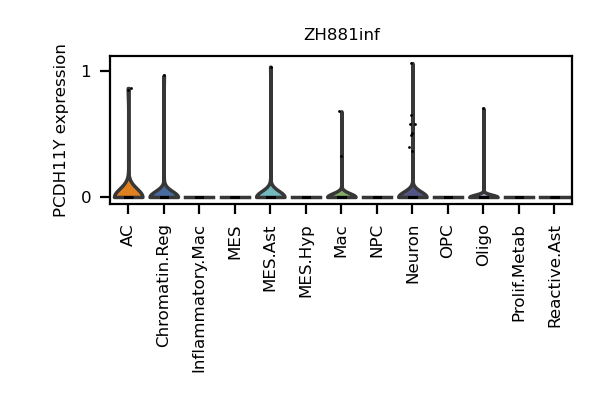 ZH881inf
PCDH11Y expression
1
0
AC
Chromatin.Reg
Inflammatory.Mac
MES
MES.Ast
MES.Hyp
Mac
NPC
Neuron
OPC
Oligo
Prolif.Metab
Reactive.Ast